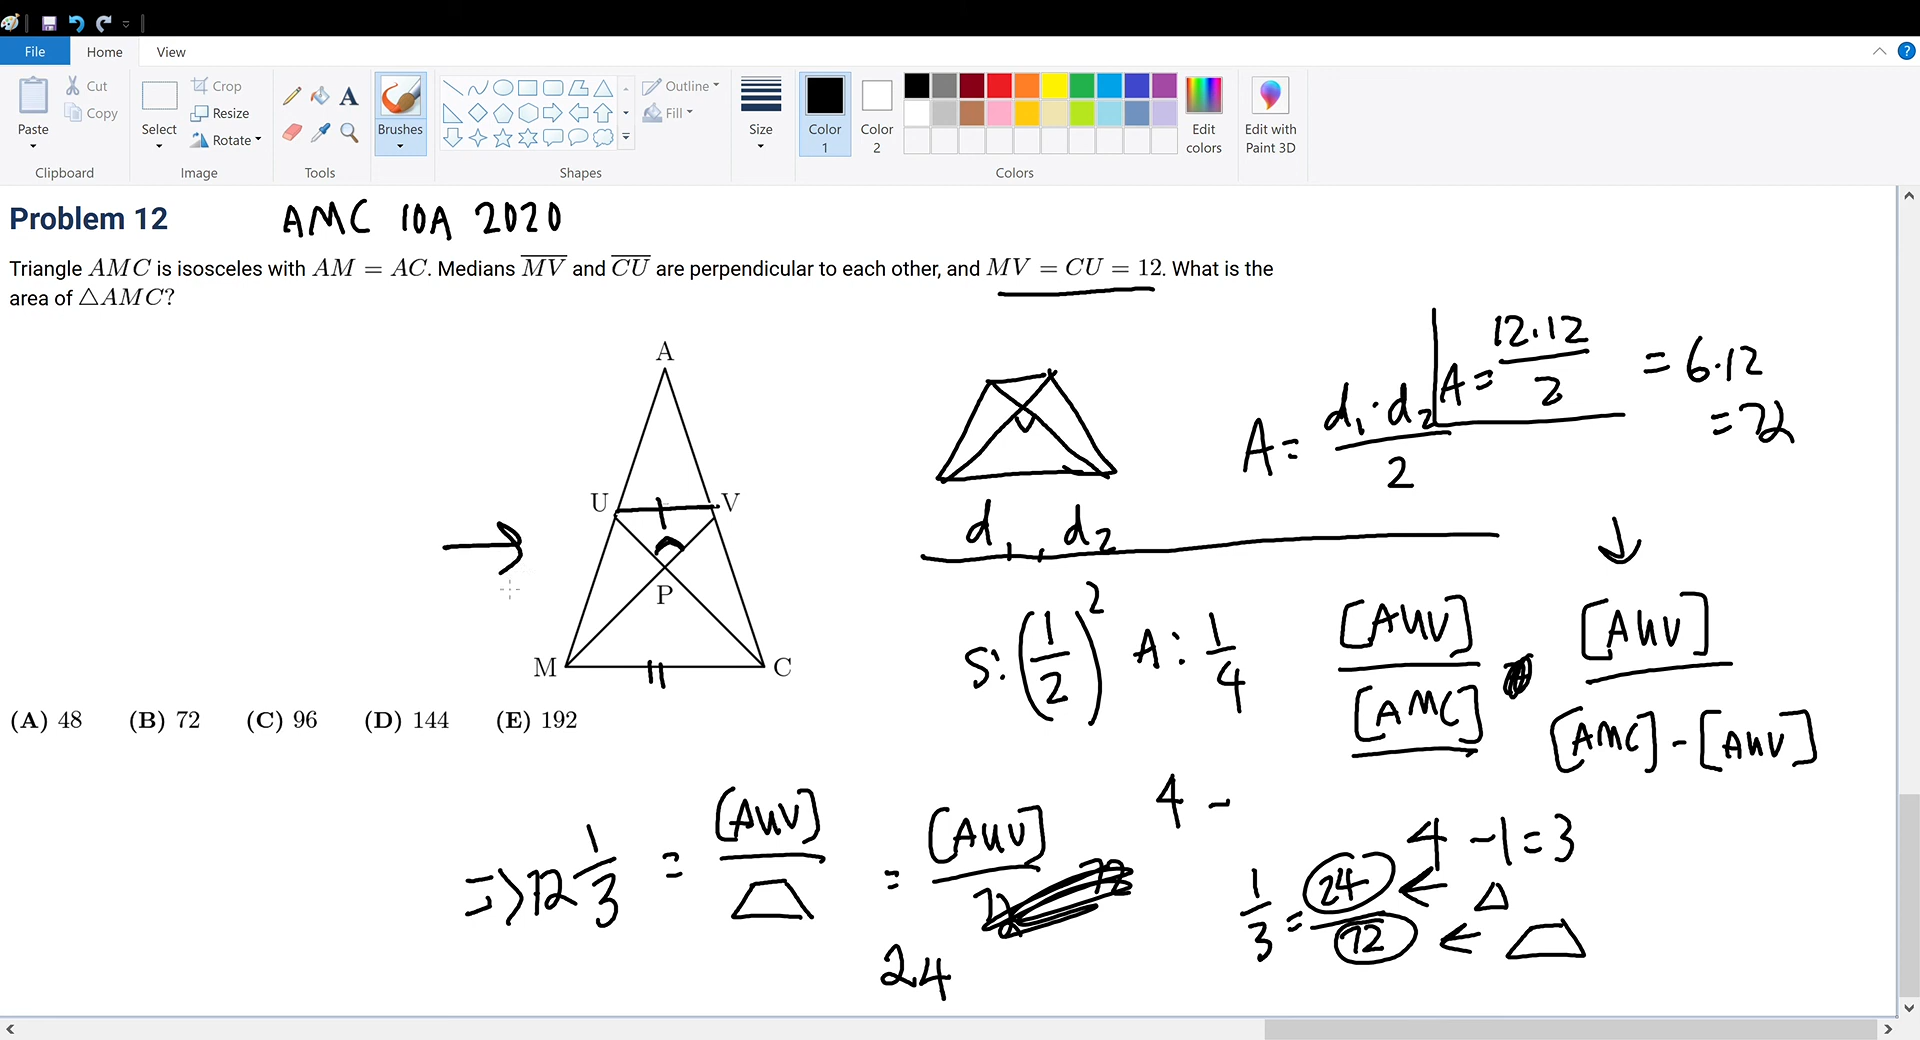 File Home View
Paste Cut Copy Select Crop Resize Rotate Brushes Outline Fill Size Color 1 Color 2 Edit colors Edit with Paint 3D
Clipboard Image Tools Shapes Colors
Problem 12 AMC 10A 2020
Triangle AMC is isosceles with AM = AC. Medians \overline{MV} and \overline{CU} are perpendicular to each other, and MV = CU = 12. What is the
area of △AMC?
A
U V
P
M C
(A) 48 (B) 72 (C) 96 (D) 144 (E) 192
A = d₁·d₂ / 2
A = 12·12 / 2 = 6·12
= 72
d₁, d₂
S: (1/2)² A: 1/4
[AUV] / [AMC]
[AUV] / [AMC] - [AUV]
4 -
4 - 1 = 3
=> 12 1/3 = [AUV] / = [AUV] / 72
24
1/3 = 24 / 72 ← △
←